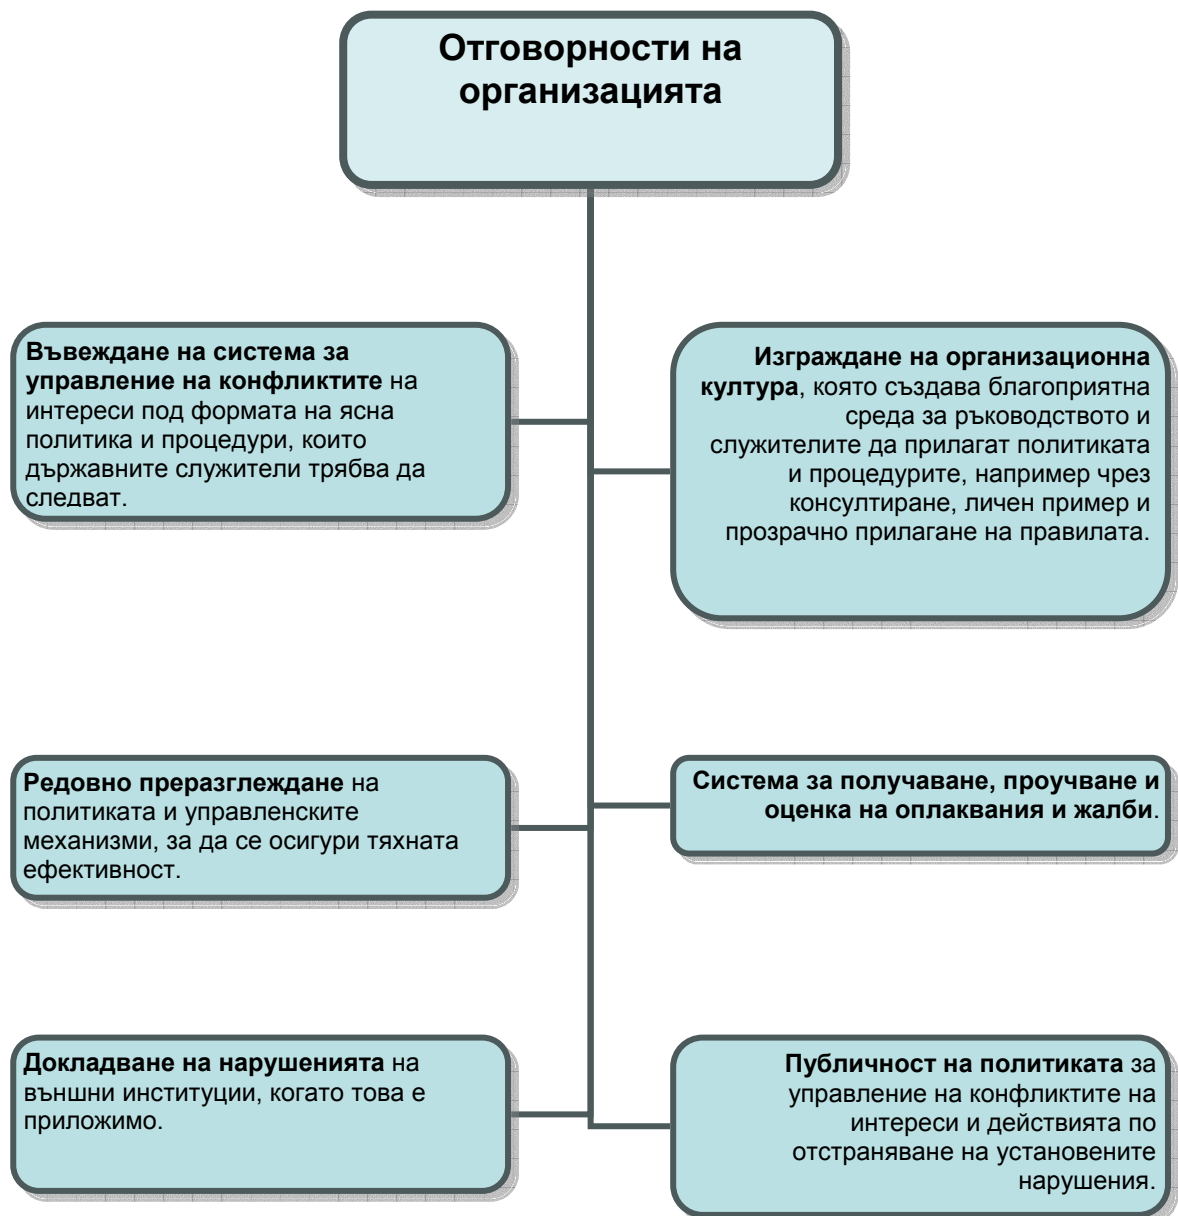 Отговорности на
организацията
Въвеждане на система за
управление на конфликтите на
интереси под формата на ясна
политика и процедури, които
държавните служители трябва да
следват.
Изграждане на организационна
култура, която създава благоприятна
среда за ръководството и
служителите да прилагат политиката
и процедурите, например чрез
консултиране, личен пример и
прозрачно прилагане на правилата.
Редовно преразглеждане на
политиката и управленските
механизми, за да се осигури тяхната
ефективност.
Система за получаване, проучване и
оценка на оплаквания и жалби.
Докладване на нарушенията на
външни институции, когато това е
приложимо.
Публичност на политиката за
управление на конфликтите на
интереси и действията по
отстраняване на установените
нарушения.